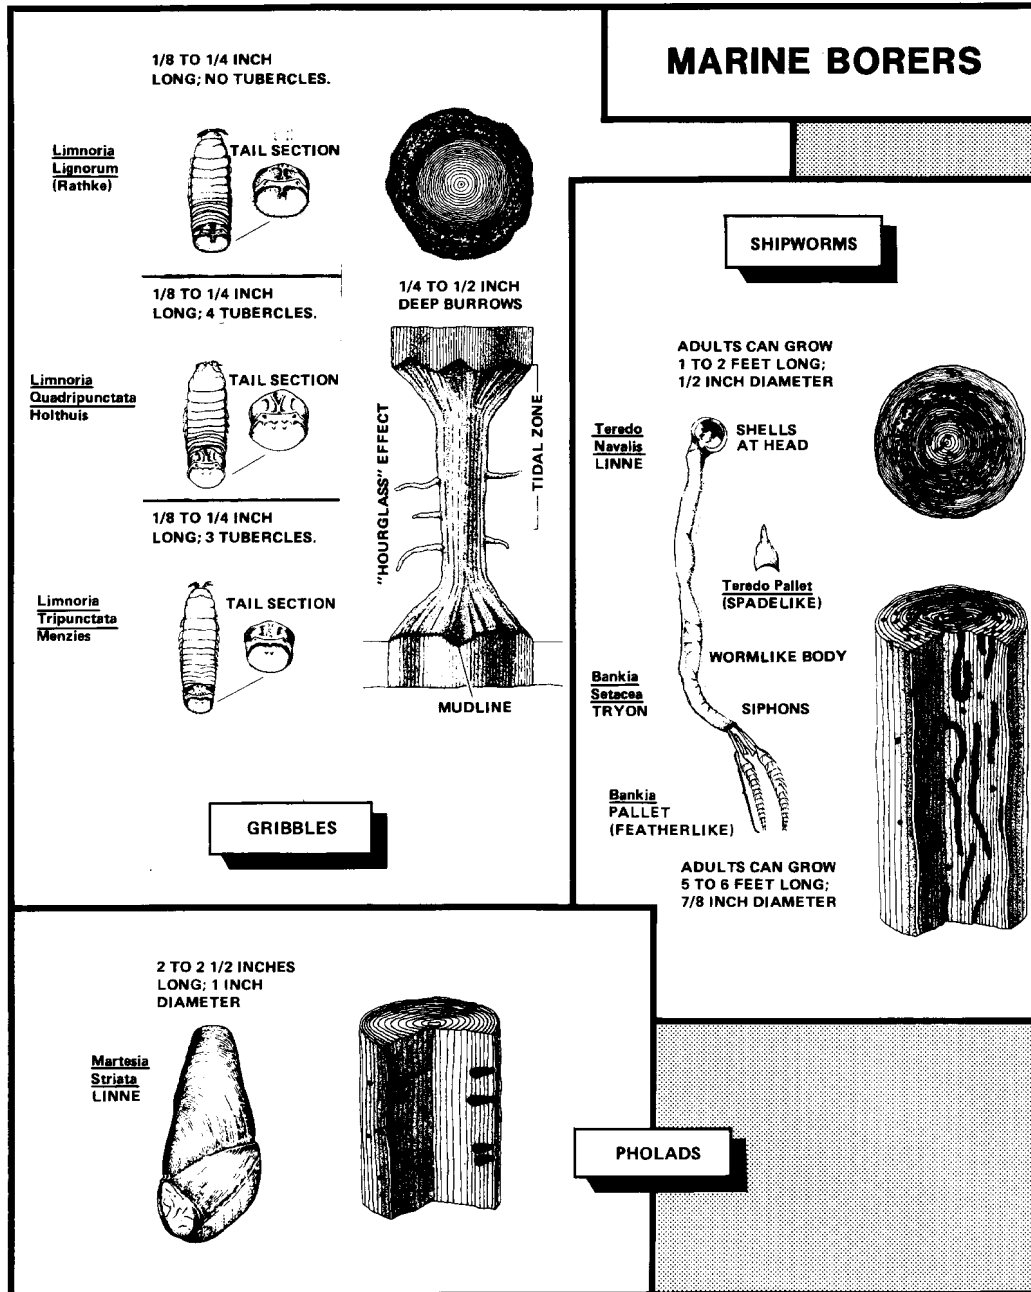 MARINE BORERS
1/8 TO 1/4 INCH
LONG; NO TUBERCLES.
Limnoria
Lignorum
(Rathke)
TAIL SECTION
1/8 TO 1/4 INCH
LONG; 4 TUBERCLES.
Limnoria
Quadripunctata
Holthuis
TAIL SECTION
1/8 TO 1/4 INCH
LONG; 3 TUBERCLES.
Limnoria
Tripunctata
Menzies
TAIL SECTION
1/4 TO 1/2 INCH
DEEP BURROWS
"HOURGLASS" EFFECT
TIDAL ZONE
MUDLINE
GRIBBLES
SHIPWORMS
ADULTS CAN GROW
1 TO 2 FEET LONG;
1/2 INCH DIAMETER
Teredo
Navalis
LINNE
SHELLS
AT HEAD
Teredo Pallet
(SPADELIKE)
WORMLIKE BODY
Bankia
Setacea
TRYON
SIPHONS
Bankia
PALLET
(FEATHERLIKE)
ADULTS CAN GROW
5 TO 6 FEET LONG;
7/8 INCH DIAMETER
2 TO 2 1/2 INCHES
LONG; 1 INCH
DIAMETER
Martesia
Striata
LINNE
PHOLADS